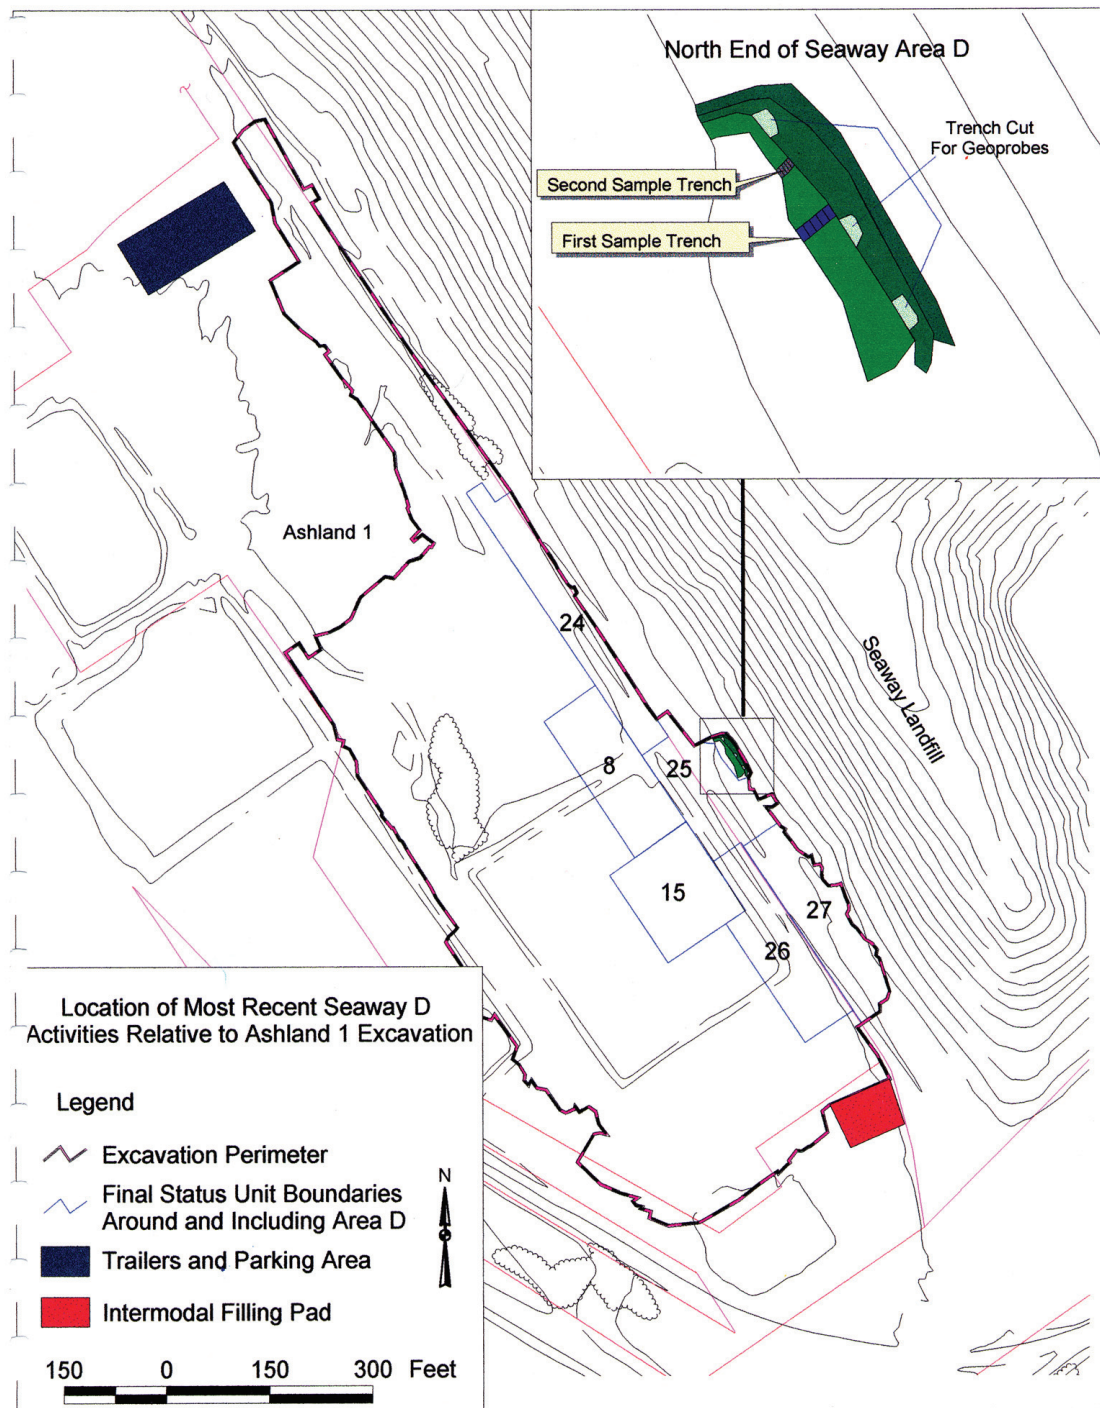 North End of Seaway Area D
Trench Cut
For Geoprobes
Second Sample Trench
First Sample Trench
Ashland 1
24
Seaway Landfill
8
25
15
27
26
Location of Most Recent Seaway D
Activities Relative to Ashland 1 Excavation
Legend
Excavation Perimeter
Final Status Unit Boundaries
Around and Including Area D
Trailers and Parking Area
Intermodal Filling Pad
N
150 0 150 300 Feet